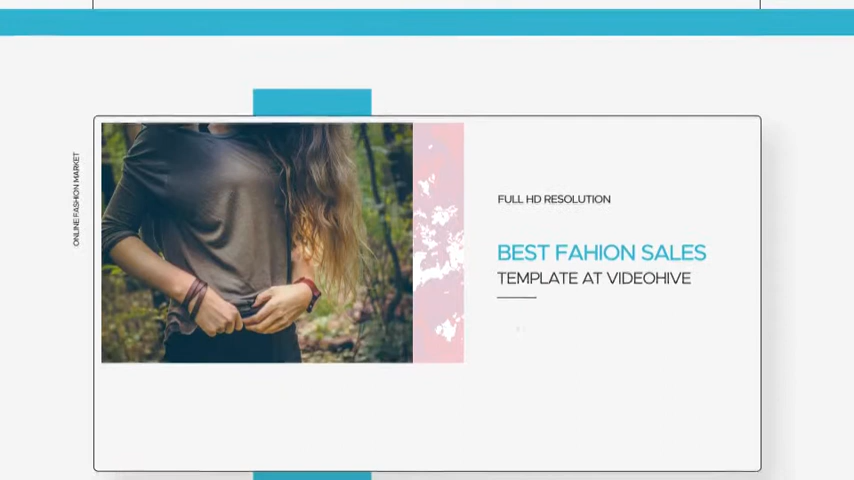 ONLINE FASHION MARKET
FULL HD RESOLUTION
BEST FAHION SALES
TEMPLATE AT VIDEOHIVE